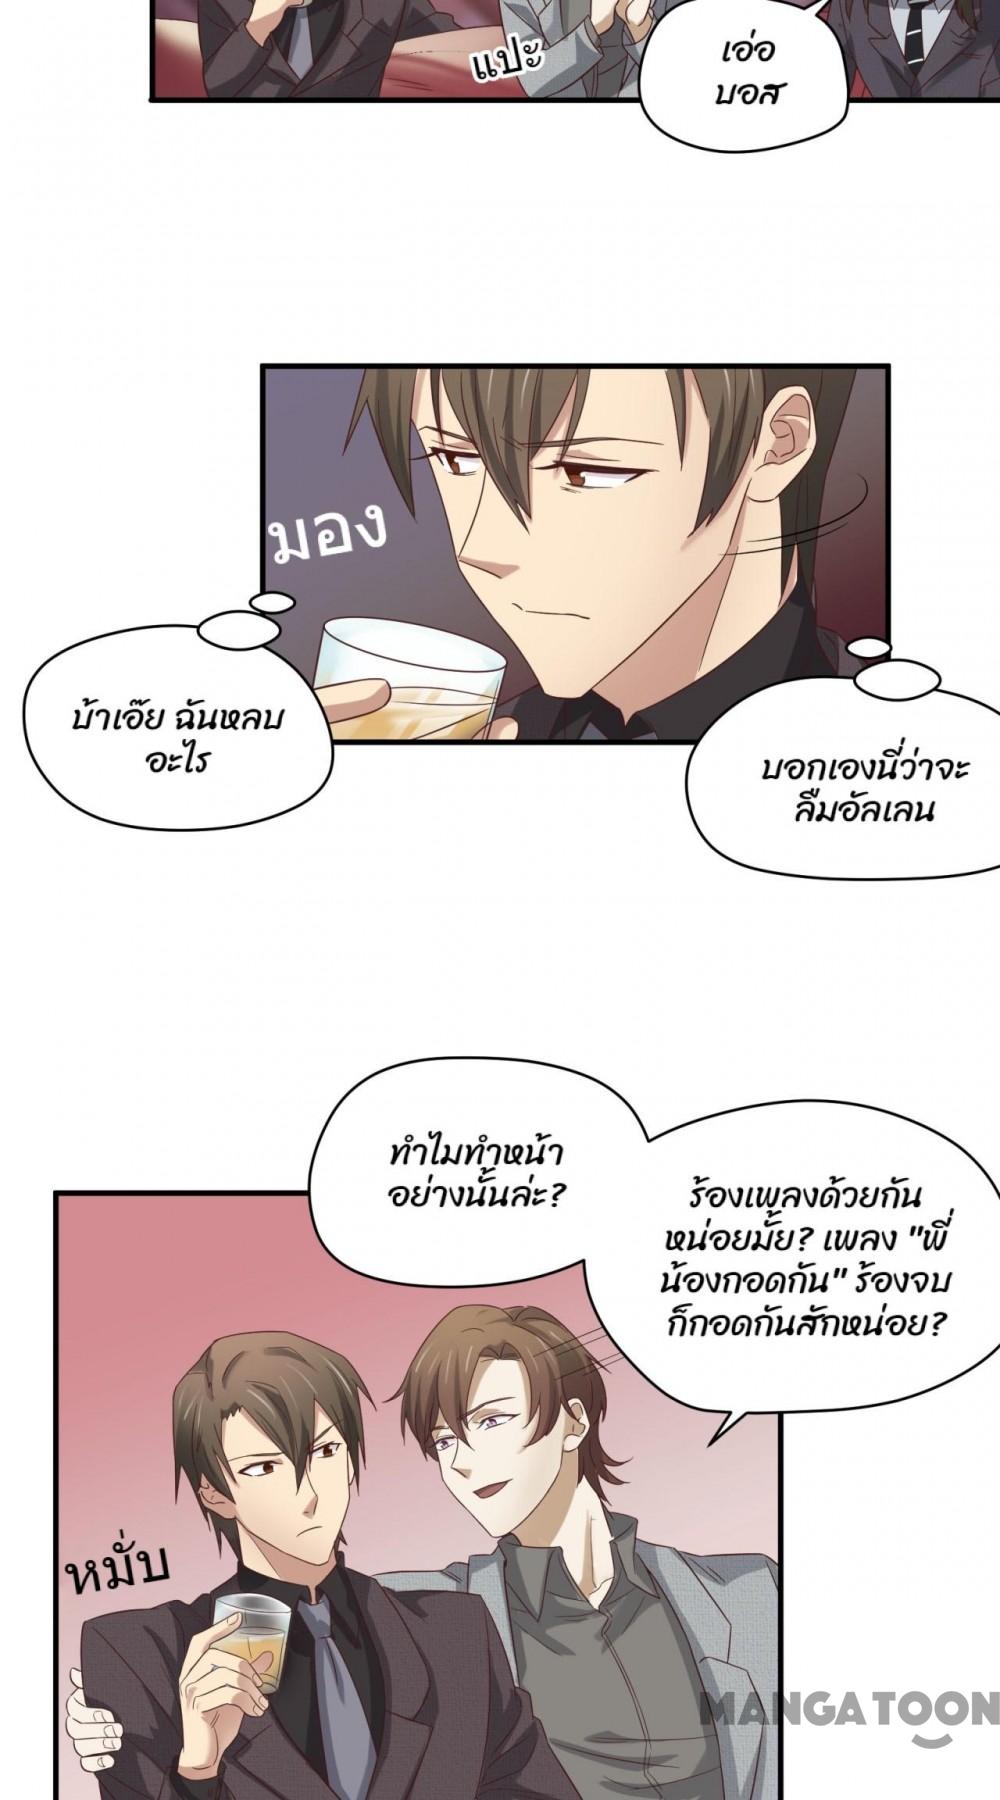 แปะ
เอ่อ
บอส
มอง
บ้าเอ๊ย ฉันหลบ
อะไร
บอกเองนี่ว่าจะ
ลืมอัลเลน
ทำไมทำหน้า
อย่างนั้นล่ะ?
ร้องเพลงด้วยกัน
หน่อยมั้ย? เพลง "พี่
น้องกอดกัน" ร้องจบ
ก็กอดกันสักหน่อย?
หมั่บ
MANGATOON